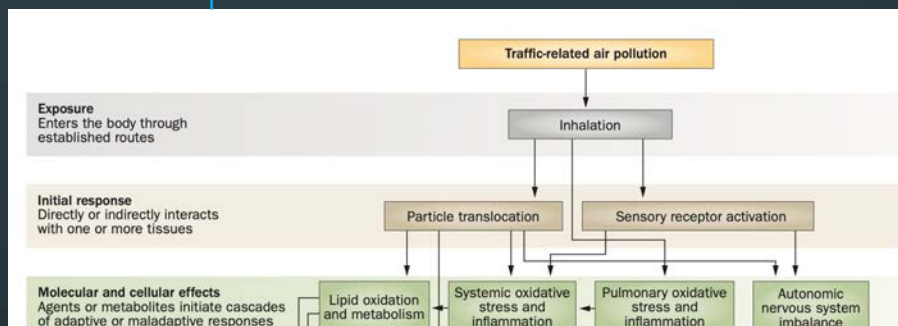 Traffic-related air pollution
Exposure
Enters the body through
established routes
Inhalation
Initial response
Directly or indirectly interacts
with one or more tissues
Particle translocation
Sensory receptor activation
Molecular and cellular effects
Agents or metabolites initiate cascades
of adaptive or maladaptive responses
Lipid oxidation
and metabolism
Systemic oxidative
stress and
inflammation
Pulmonary oxidative
stress and
inflammation
Autonomic
nervous system
imbalance